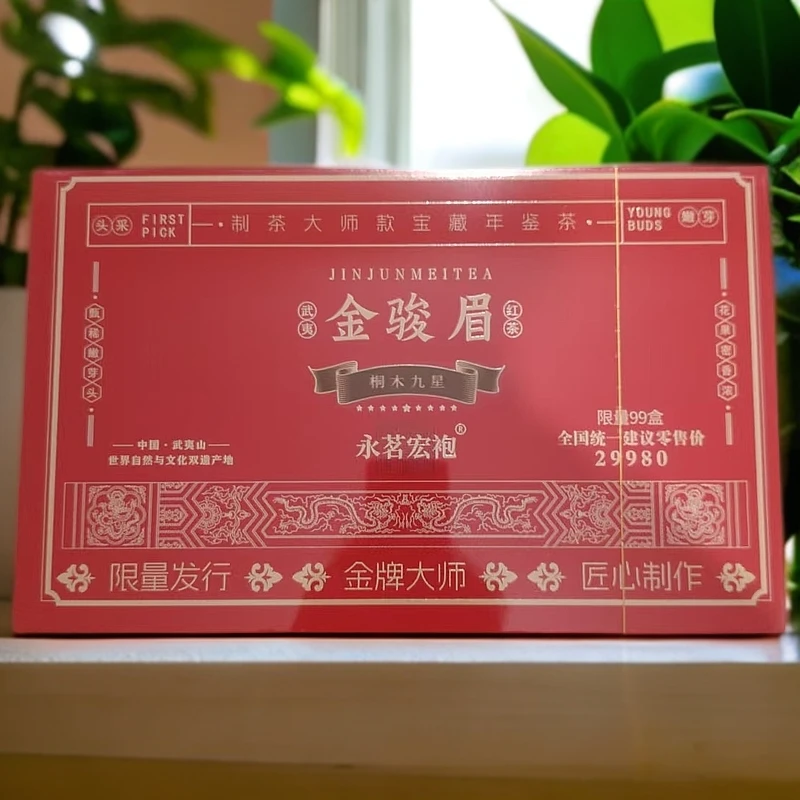 头采 FIRST PICK 制茶大师款宝藏年鉴茶 YOUNG BUDS 嫩芽
JINJUNMEITEA
武夷 金骏眉 红茶
甄稀嫩芽头
花果蜜香浓
桐木九星
永茗宏袍®
中国·武夷山
世界自然与文化双遗产地
限量99盒
全国统一建议零售价
29980
限量发行 金牌大师 匠心制作